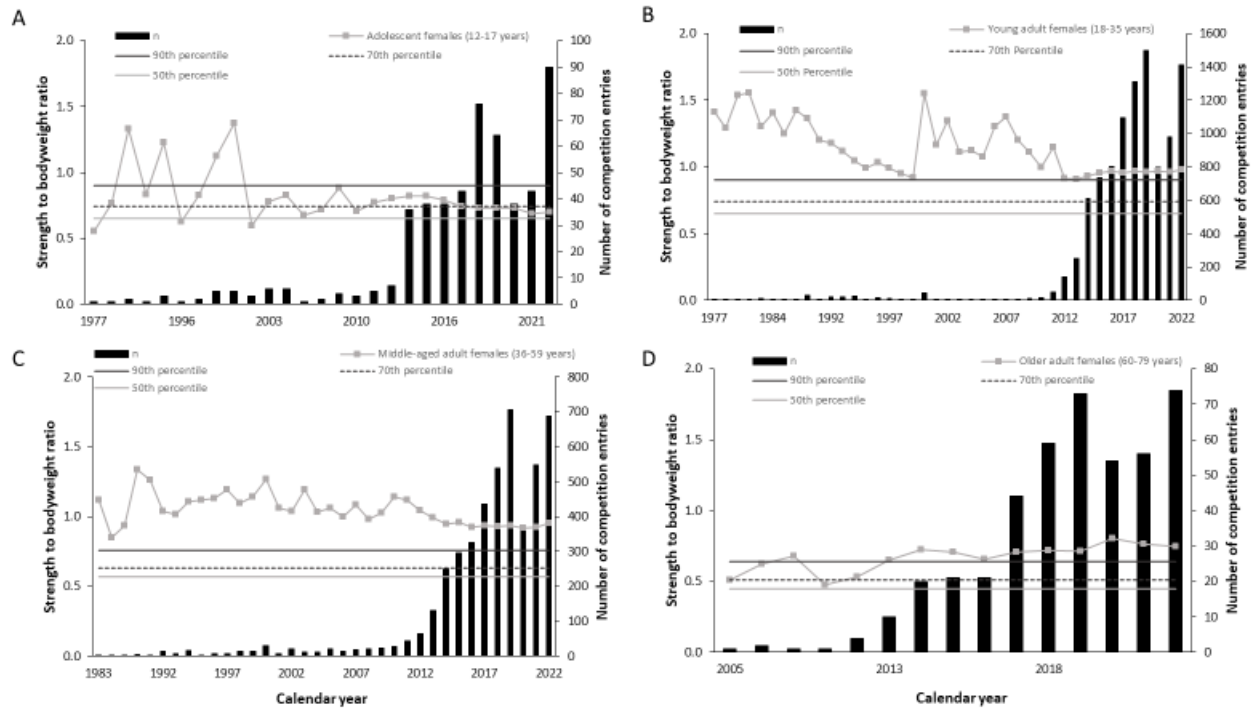 A
n
Adolescent females (12-17 years)
90th percentile
70th percentile
50th percentile
Strength to bodyweight ratio
2.0
1.5
1.0
0.5
0.0
100
90
80
70
60
50
40
30
20
10
0
Number of competition entries
1977 1996 2003 2010 2016 2021
B
n
Young adult females (18-35 years)
90th percentile
70th Percentile
50th Percentile
Strength to bodyweight ratio
2.0
1.5
1.0
0.5
0.0
1600
1400
1200
1000
800
600
400
200
0
Number of competition entries
1977 1984 1992 1997 2002 2007 2012 2017 2022
C
n
Middle-aged adult females (36-59 years)
90th percentile
70th percentile
50th percentile
Strength to bodyweight ratio
2.0
1.5
1.0
0.5
0.0
800
700
600
500
400
300
200
100
0
Number of competition entries
1983 1992 1997 2002 2007 2012 2017 2022
Calendar year
D
n
Older adult females (60-79 years)
90th percentile
70th percentile
50th percentile
Strength to bodyweight ratio
2.0
1.5
1.0
0.5
0.0
80
70
60
50
40
30
20
10
0
Number of competition entries
2005 2013 2018
Calendar year